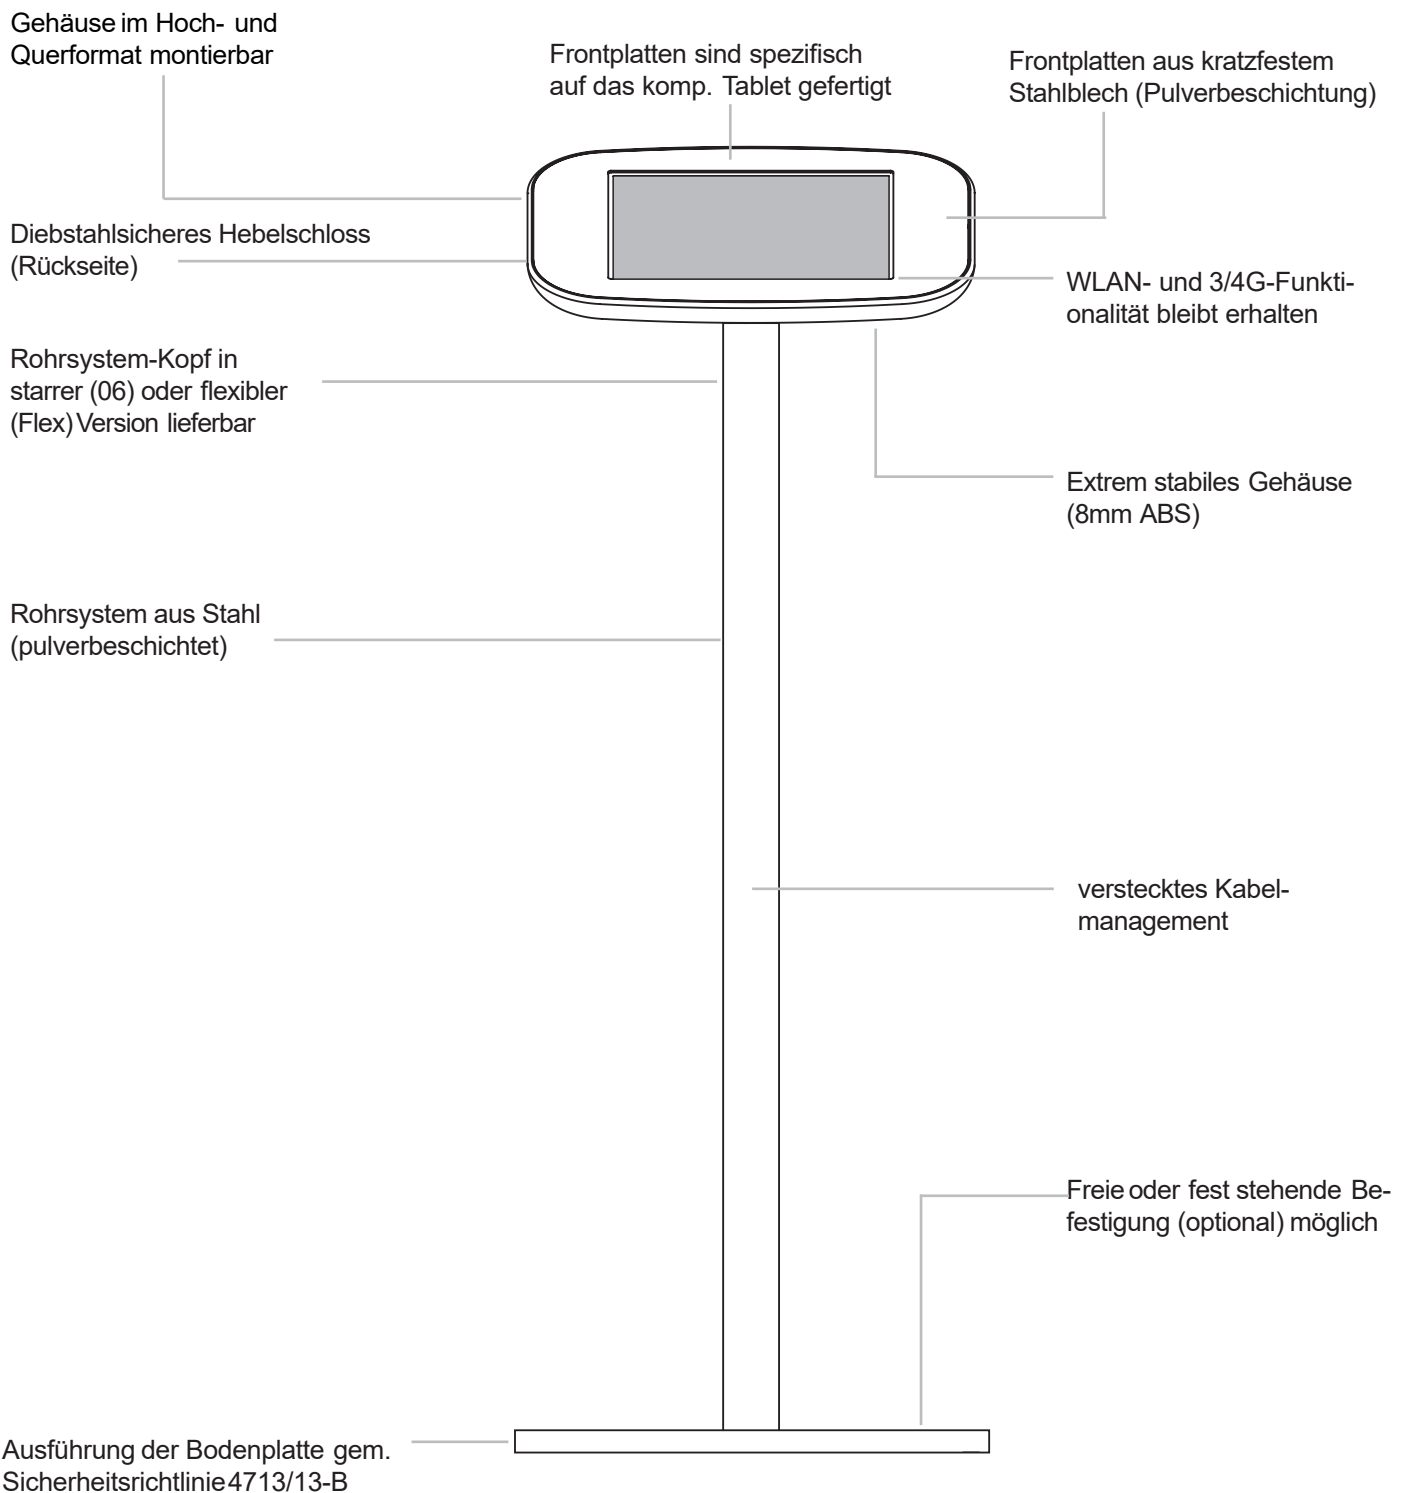 Gehäuse im Hoch- und
Querformat montierbar
Frontplatten sind spezifisch
auf das komp. Tablet gefertigt
Frontplatten aus kratzfestem
Stahlblech (Pulverbeschichtung)
Diebstahlsicheres Hebelschloss
(Rückseite)
WLAN- und 3/4G-Funkti-
onalität bleibt erhalten
Rohrsystem-Kopf in
starrer (06) oder flexibler
(Flex) Version lieferbar
Extrem stabiles Gehäuse
(8mm ABS)
Rohrsystem aus Stahl
(pulverbeschichtet)
verstecktes Kabel-
management
Freie oder fest stehende Be-
festigung (optional) möglich
Ausführung der Bodenplatte gem.
Sicherheitsrichtlinie 4713/13-B